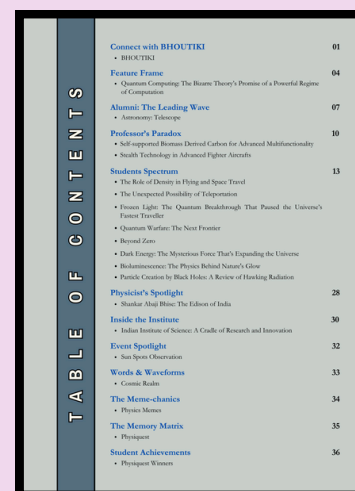 TABLE OF CONTENTS
Connect with BHOUTIKI 01
• BHOUTIKI
Feature Frame 04
• Quantum Computing: The Bizarre Theory's Promise of a Powerful Regime
of Computation
Alumni: The Leading Wave 07
• Astronomy: Telescope
Professor's Paradox 10
• Self-supported Biomass Derived Carbon for Advanced Multifunctionality
• Stealth Technology in Advanced Fighter Aircrafts
Students Spectrum 13
• The Role of Density in Flying and Space Travel
• The Unexpected Possibility of Teleportation
• Frozen Light: The Quantum Breakthrough That Paused the Universe's
Fastest Traveller
• Quantum Warfare: The Next Frontier
• Beyond Zero
• Dark Energy: The Mysterious Force That's Expanding the Universe
• Bioluminescence: The Physics Behind Nature's Glow
• Particle Creation by Black Holes: A Review of Hawking Radiation
Physicist's Spotlight 28
• Shankar Abaji Bhise: The Edison of India
Inside the Institute 30
• Indian Institute of Science: A Cradle of Research and Innovation
Event Spotlight 32
• Sun Spots Observation
Words & Waveforms 33
• Cosmic Realm
The Meme-chanics 34
• Physics Memes
The Memory Matrix 35
• Physiquest
Student Achievements 36
• Physiquest Winners